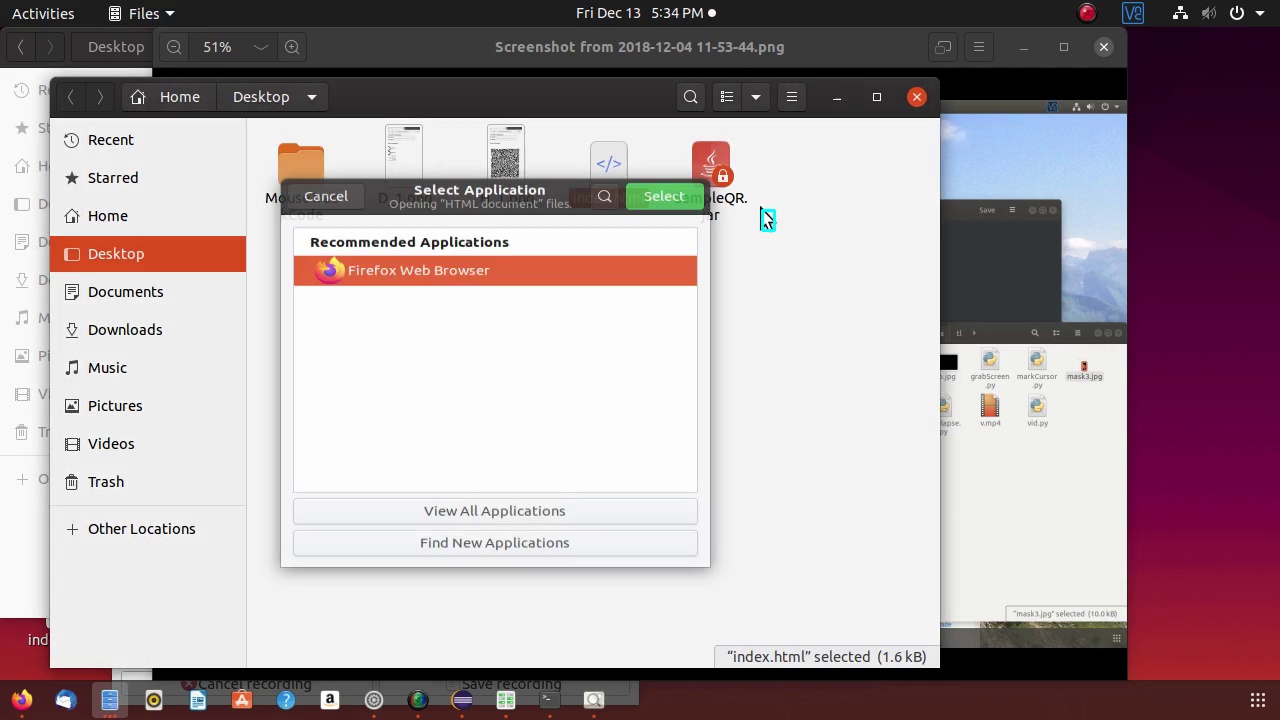 Activities
Files
Fri Dec 13 5:34 PM
Desktop
51%
Screenshot from 2018-12-04 11-53-44.png
Home
Desktop
Recent
Starred
Home
Desktop
Documents
Downloads
Music
Pictures
Videos
Trash
Other Locations
Cancel
Select Application
Opening "HTML document" files.
Select
Recommended Applications
Firefox Web Browser
View All Applications
Find New Applications
"index.html" selected (1.6 kB)
Save
grabScreen
.py
markCursor
.py
mask3.jpg
v.mp4
vid.py
"mask3.jpg" selected (10.0 kB)
Cancel recording
Save recording